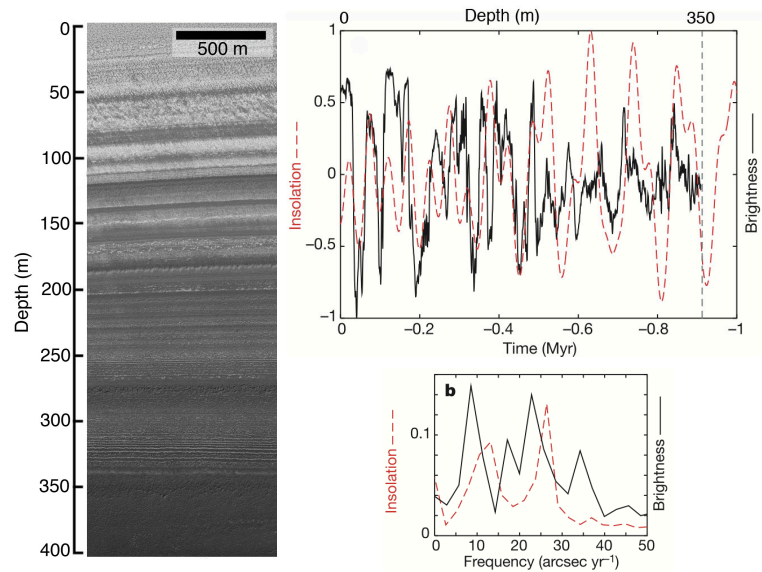 0
50
100
150
200
250
300
350
400
Depth (m)
500 m
0 Depth (m) 350
1
0.5
0
−0.5
−1
Insolation
Brightness
0 −0.2 −0.4 −0.6 −0.8 −1
Time (Myr)
b
0.1
0
Insolation
Brightness
0 10 20 30 40 50
Frequency (arcsec yr⁻¹)